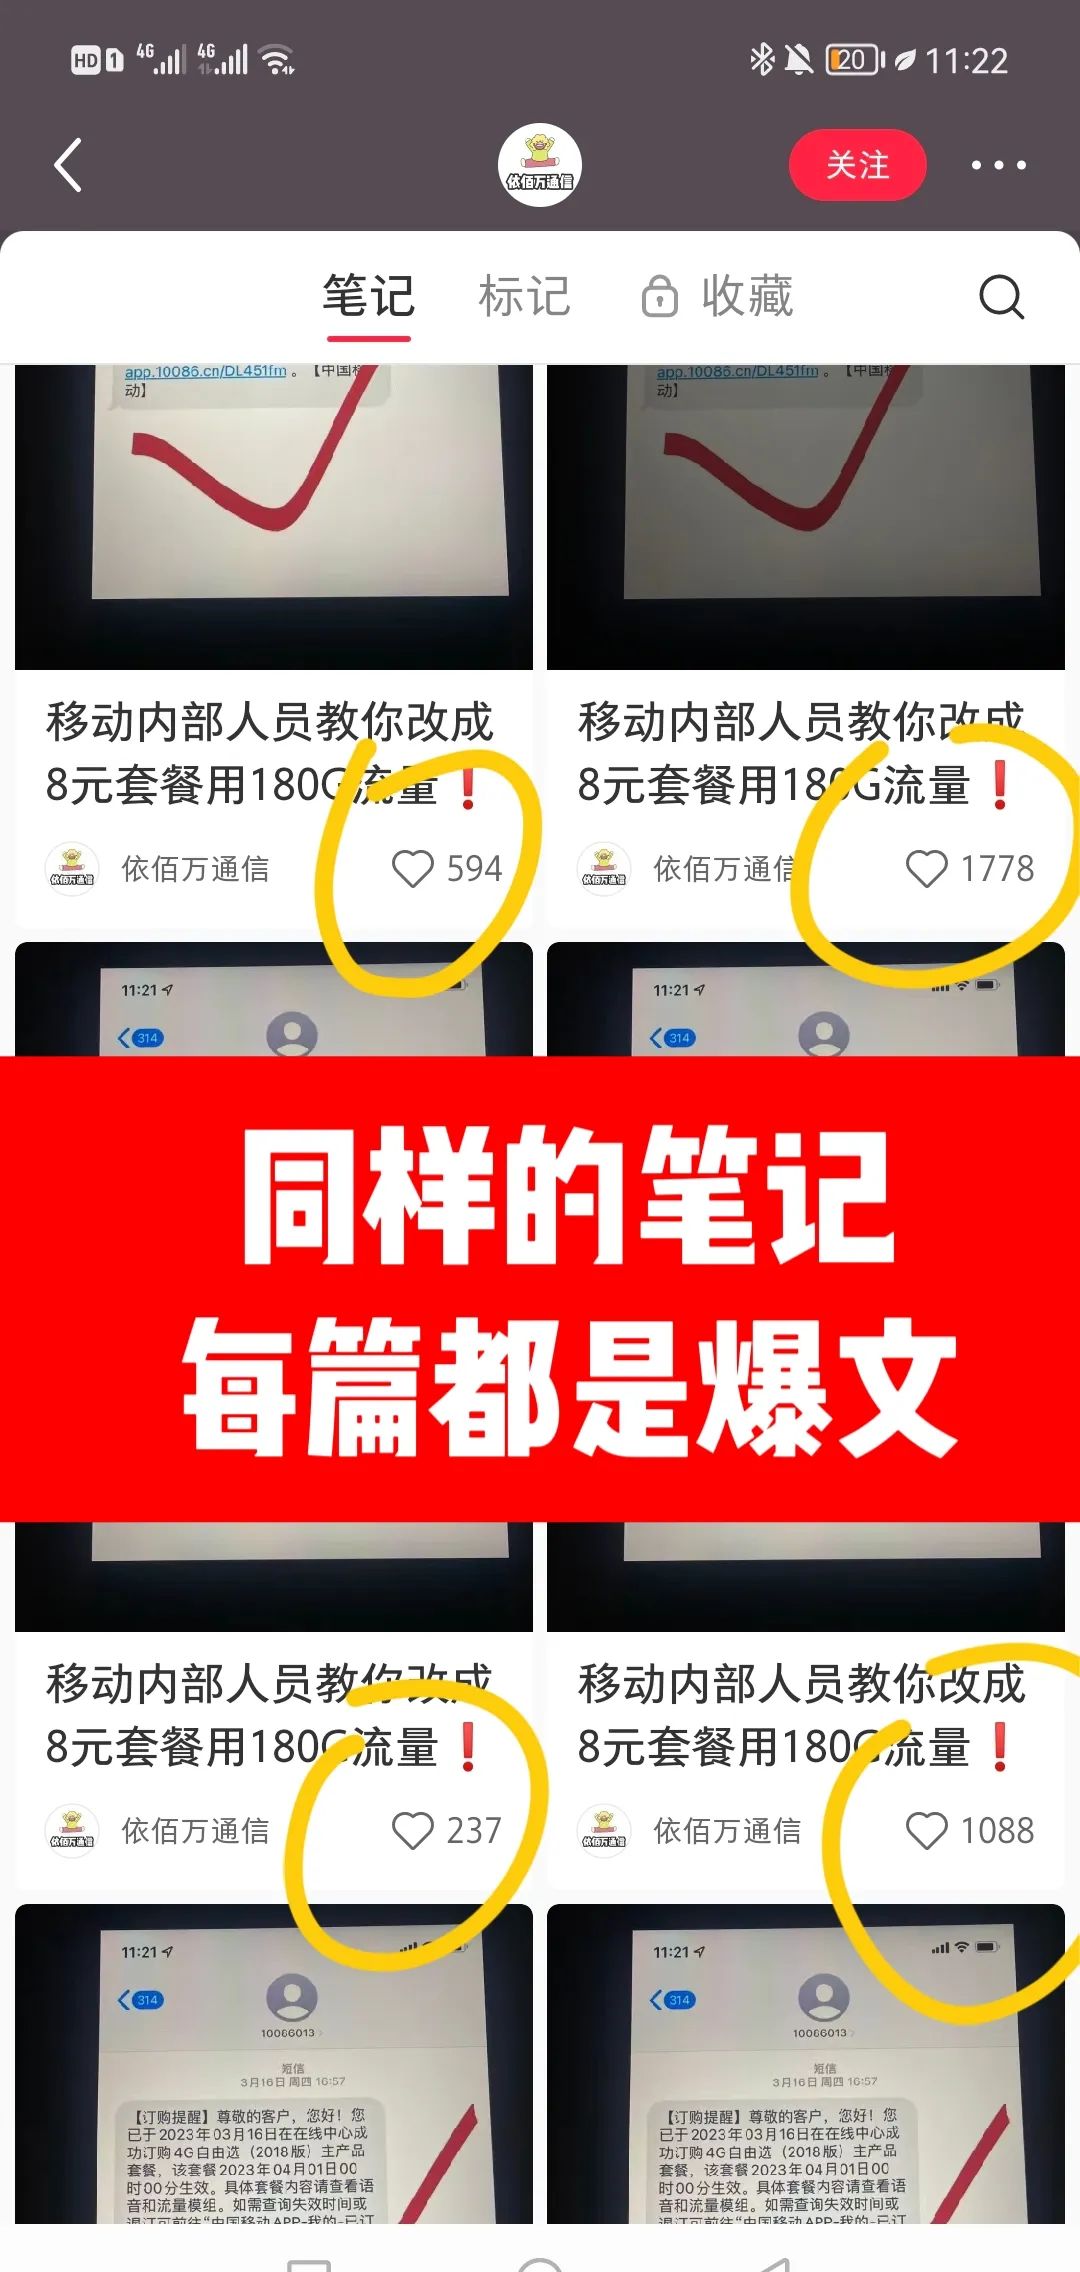 HD 1 4G 4G 20 11:22
依佰万通信
关注
笔记 标记 收藏
app.10086.cn/DL451fm。【中国移
动】
app.10086.cn/DL451fm。【中国移
动】
移动内部人员教你改成
8元套餐用180G流量❗
依佰万通信 594
移动内部人员教你改成
8元套餐用180G流量❗
依佰万通信 1778
11:21
314
11:21
314
同样的笔记
每篇都是爆文
移动内部人员教你改成
8元套餐用180G流量❗
依佰万通信 237
移动内部人员教你改成
8元套餐用180G流量❗
依佰万通信 1088
11:21
314
10086013
短信
3月16日 周四 16:57
【订购提醒】尊敬的客户，您好！您
已于2023年03月16日在在线中心成
功订购4G自由选（2018版）主产品
套餐，该套餐2023年04月01日00
时00分生效。具体套餐内容请查看语
音和流量模组。如需查询失效时间或
退订可前往“中国移动APP-我的-已订
11:21
314
10086013
短信
3月16日 周四 16:57
【订购提醒】尊敬的客户，您好！您
已于2023年03月16日在在线中心成
功订购4G自由选（2018版）主产品
套餐，该套餐2023年04月01日00
时00分生效。具体套餐内容请查看语
音和流量模组。如需查询失效时间或
退订可前往“中国移动APP-我的-已订